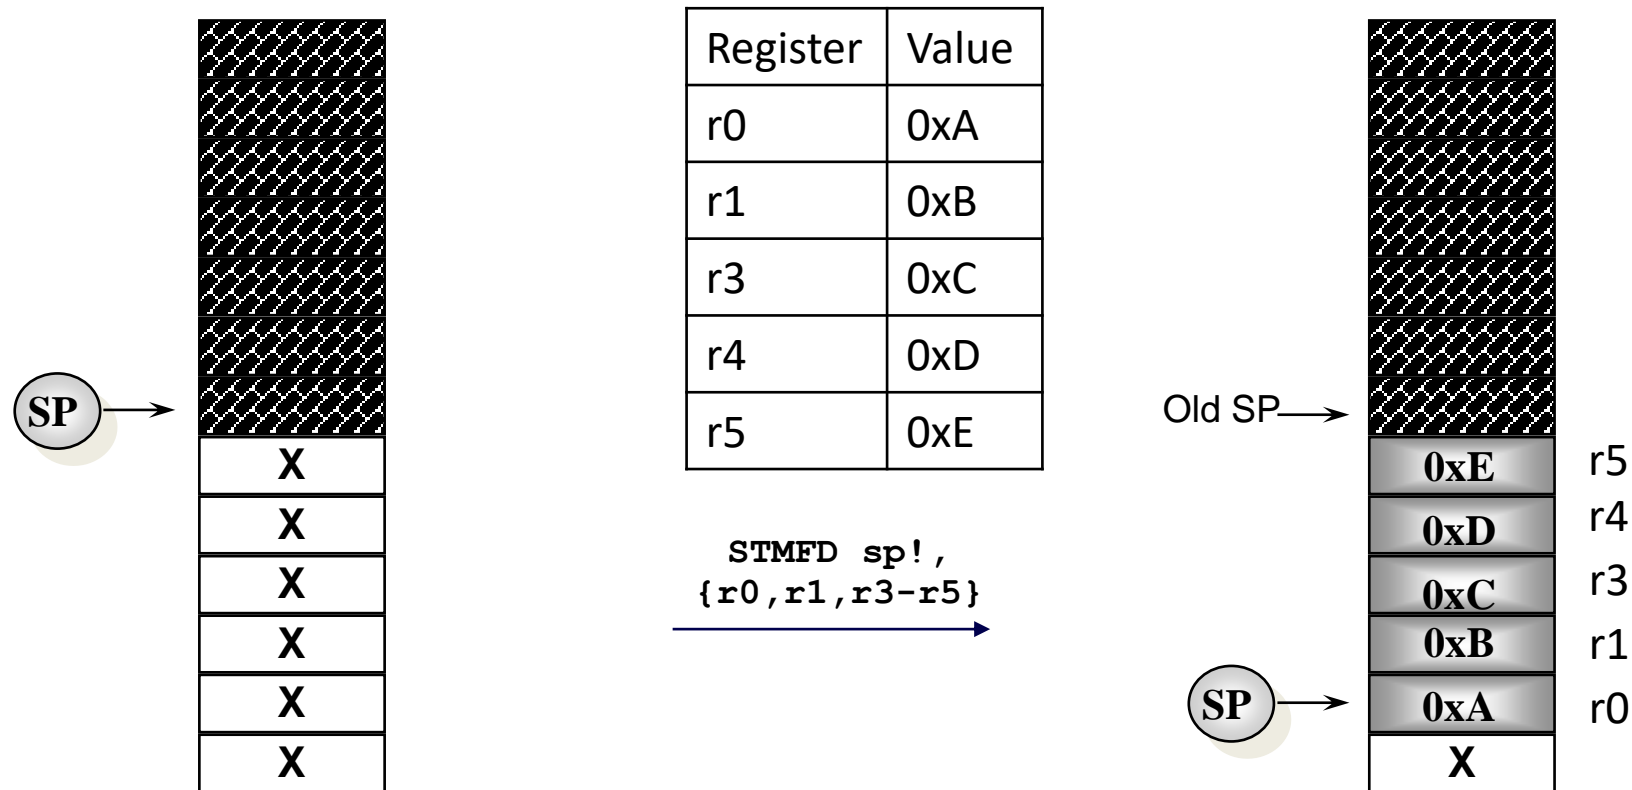 SP
X
X
X
X
X
X
Register Value
r0 0xA
r1 0xB
r3 0xC
r4 0xD
r5 0xE
STMFD sp!,
{r0,r1,r3-r5}
Old SP
0xE r5
0xD r4
0xC r3
0xB r1
SP 0xA r0
X